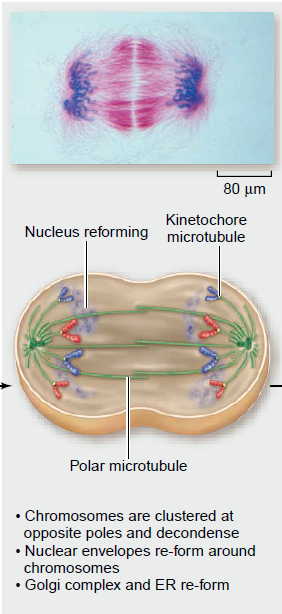 80 µm
Kinetochore
microtubule
Nucleus reforming
Polar microtubule
• Chromosomes are clustered at
opposite poles and decondense
• Nuclear envelopes re-form around
chromosomes
• Golgi complex and ER re-form